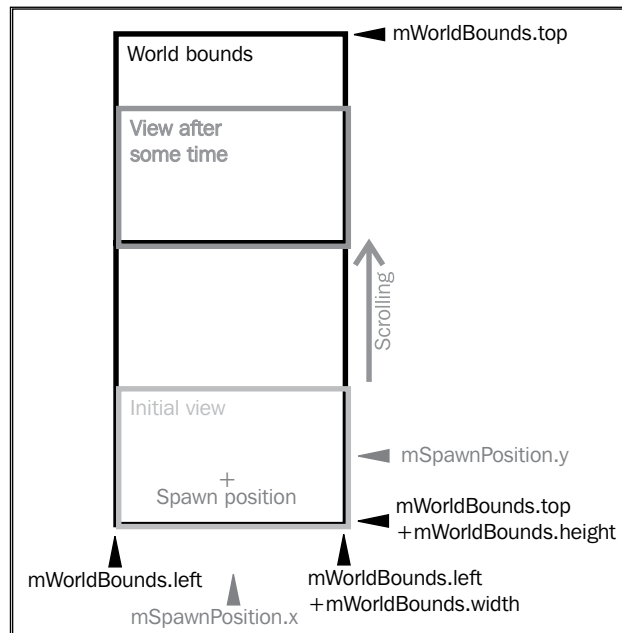 mWorldBounds.top
World bounds
View after
some time
Scrolling
Initial view
mSpawnPosition.y
+
Spawn position
mWorldBounds.top
+mWorldBounds.height
mWorldBounds.left
mWorldBounds.left
+mWorldBounds.width
mSpawnPosition.x